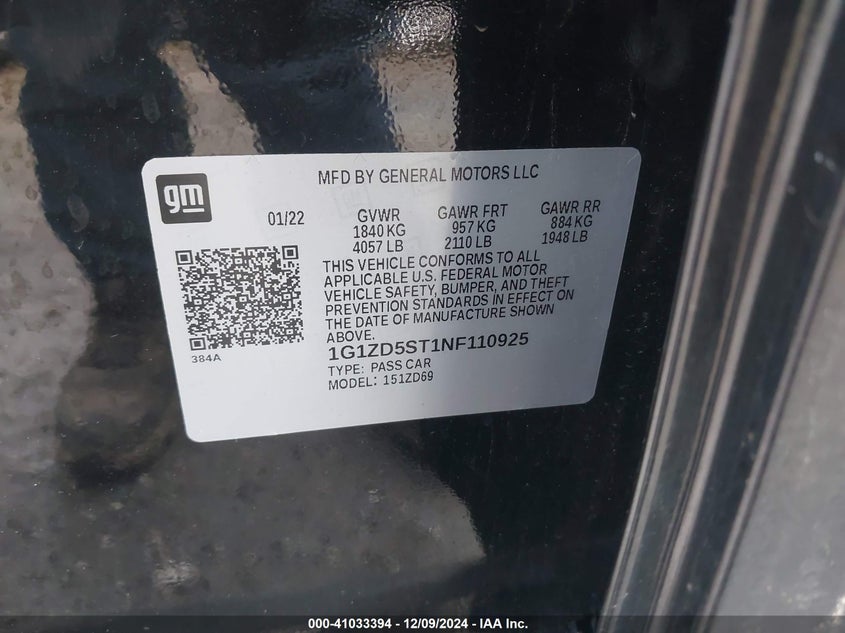 gm
MFD BY GENERAL MOTORS LLC
01/22 GVWR GAWR FRT GAWR RR
1840 KG 957 KG 884 KG
4057 LB 2110 LB 1948 LB
THIS VEHICLE CONFORMS TO ALL
APPLICABLE U.S. FEDERAL MOTOR
VEHICLE SAFETY, BUMPER, AND THEFT
PREVENTION STANDARDS IN EFFECT ON
THE DATE OF MANUFACTURE SHOWN
ABOVE.
384A
1G1ZD5ST1NF110925
TYPE: PASS CAR
MODEL: 151ZD69
000-41033394 - 12/09/2024 - IAA Inc.